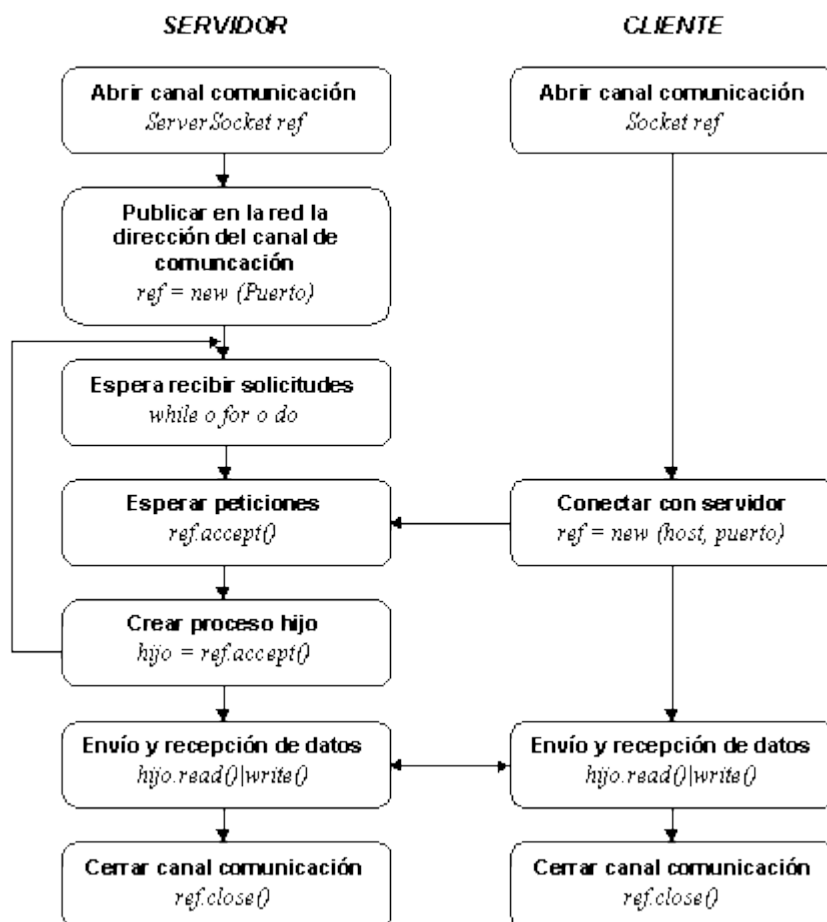 SERVIDOR
CLIENTE
Abrir canal comunicación
ServerSocket ref
Abrir canal comunicación
Socket ref
Publicar en la red la
dirección del canal de
comuncación
ref = new (Puerto)
Espera recibir solicitudes
while o for o do
Esperar peticiones
ref.accept()
Conectar con servidor
ref = new (host, puerto)
Crear proceso hijo
hijo = ref.accept()
Envío y recepción de datos
hijo.read()|write()
Envío y recepción de datos
hijo.read()|write()
Cerrar canal comunicación
ref.close()
Cerrar canal comunicación
ref.close()